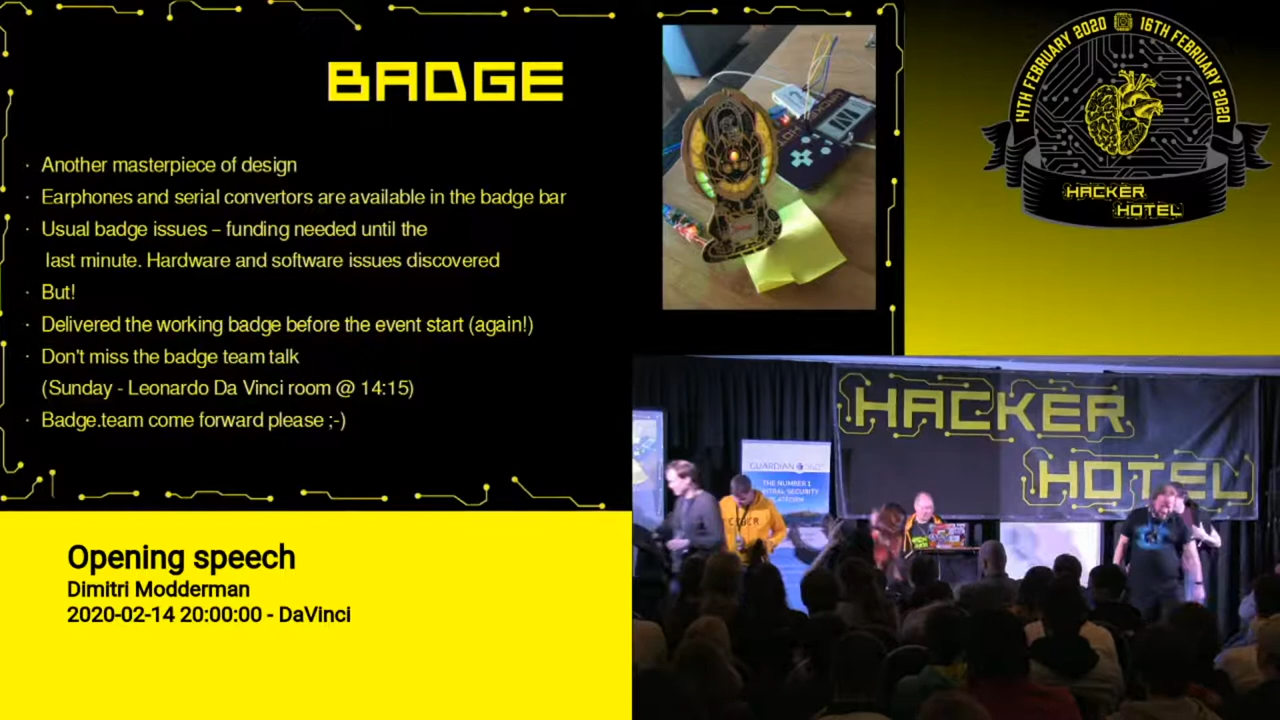 BADGE
· Another masterpiece of design
· Earphones and serial convertors are available in the badge bar
· Usual badge issues – funding needed until the
last minute. Hardware and software issues discovered
· But!
· Delivered the working badge before the event start (again!)
· Don't miss the badge team talk
(Sunday - Leonardo Da Vinci room @ 14:15)
· Badge.team come forward please ;-)
Opening speech
Dimitri Modderman
2020-02-14 20:00:00 - DaVinci
14TH FEBRUARY 2020
16TH FEBRUARY 2020
HACKER
HOTEL
HACKER
HOTEL
GUARDIAN 360
THE NUMBER 1
SECURITY